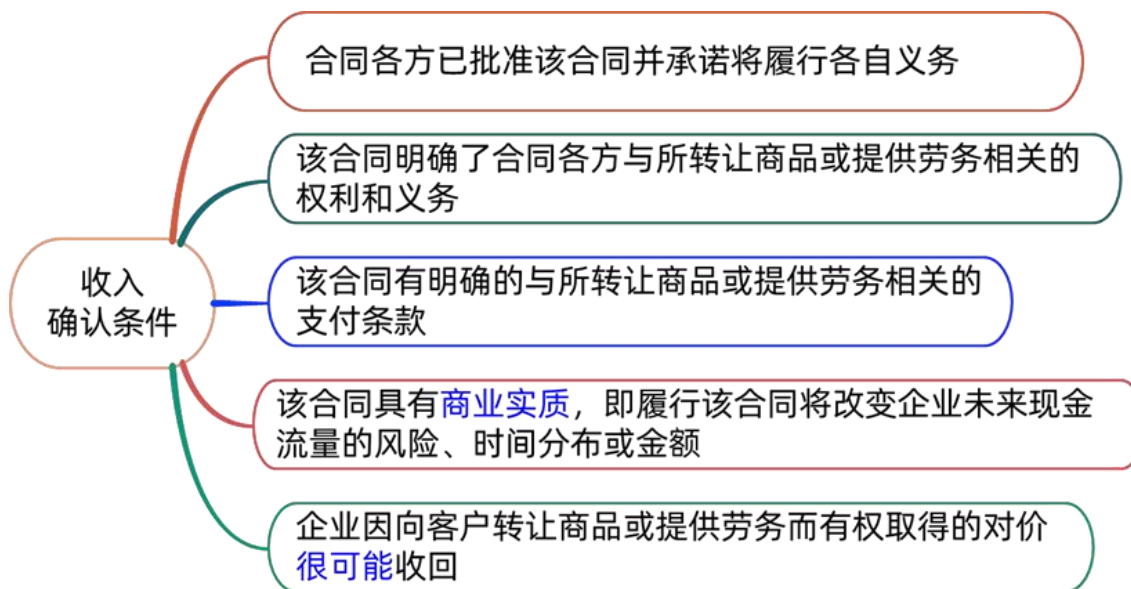 合同各方已批准该合同并承诺将履行各自义务
该合同明确了合同各方与所转让商品或提供劳务相关的
权利和义务
收入
确认条件
该合同有明确的与所转让商品或提供劳务相关的
支付条款
该合同具有商业实质，即履行该合同将改变企业未来现金
流量的风险、时间分布或金额
企业因向客户转让商品或提供劳务而有权取得的对价
很可能收回